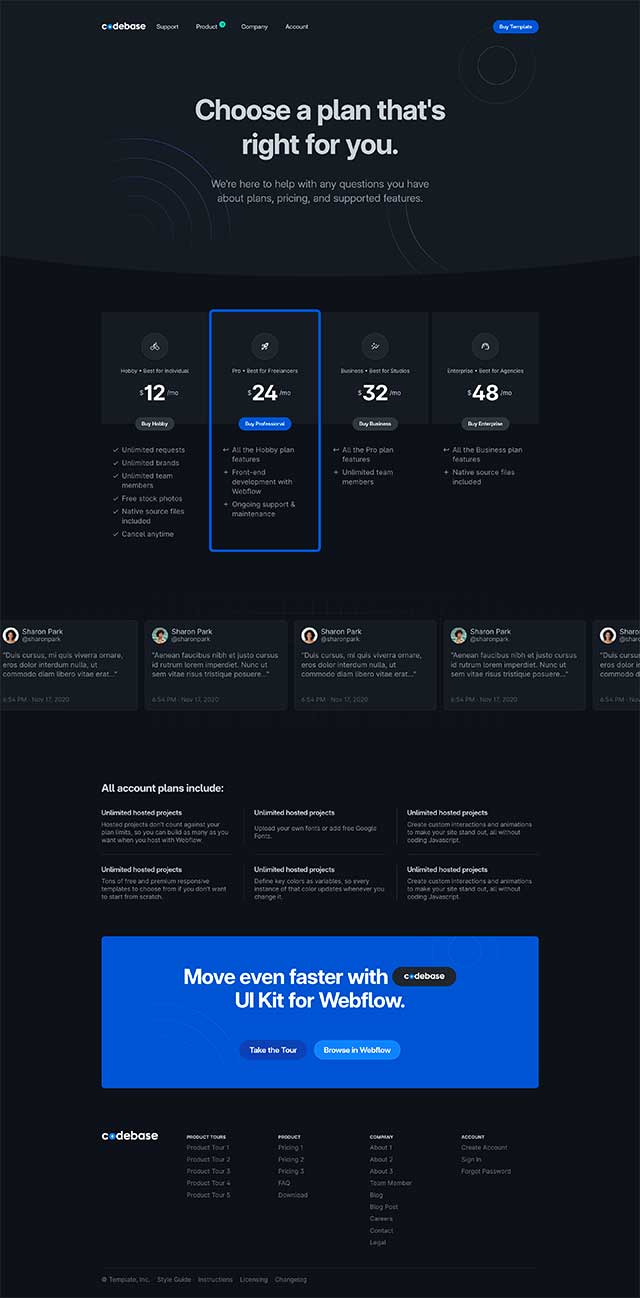 codebase Support Product Company Account Buy Template
Choose a plan that's
right for you.
We're here to help with any questions you have
about plans, pricing, and supported features.
Hobby • Best for Individual
$12/mo
Buy Hobby
✓ Unlimited requests
✓ Unlimited brands
✓ Unlimited team
members
✓ Free stock photos
✓ Native source files
included
✓ Cancel anytime
Pro • Best for Freelancers
$24/mo
Buy Professional
← All the Hobby plan
features
+ Front-end
development with
Webflow
+ Ongoing support &
maintenance
Business • Best for Studios
$32/mo
Buy Business
← All the Pro plan
features
+ Unlimited team
members
Enterprise • Best for Agencies
$48/mo
Buy Enterprise
← All the Business plan
features
+ Native source files
included
Sharon Park
@sharonpark
"Duis cursus, mi quis viverra ornare,
eros dolor interdum nulla, ut
commodo diam libero vitae erat..."
6:54 PM · Nov 17, 2020
Sharon Park
@sharonpark
"Aenean faucibus nibh et justo cursus
id rutrum lorem imperdiet. Nunc ut
sem vitae risus tristique posuere..."
6:54 PM · Nov 17, 2020
Sharon Park
@sharonpark
"Duis cursus, mi quis viverra ornare,
eros dolor interdum nulla, ut
commodo diam libero vitae erat..."
6:54 PM · Nov 17, 2020
Sharon Park
@sharonpark
"Aenean faucibus nibh et justo cursus
id rutrum lorem imperdiet. Nunc ut
sem vitae risus tristique posuere..."
6:54 PM · Nov 17, 2020
Sharon P
@sharonp
"Duis cursus,
eros dolor in
commodo di
6:54 PM · No
All account plans include:
Unlimited hosted projects
Hosted projects don't count against your
plan limits, so you can build as many as you
want when you host with Webflow.
Unlimited hosted projects
Upload your own fonts or add free Google
Fonts.
Unlimited hosted projects
Create custom interactions and animations
to make your site stand out, all without
coding Javascript.
Unlimited hosted projects
Tons of free and premium responsive
templates to choose from if you don't want
to start from scratch.
Unlimited hosted projects
Define key colors as variables, so every
instance of that color updates whenever you
change it.
Unlimited hosted projects
Create custom interactions and animations
to make your site stand out, all without
coding Javascript.
Move even faster with codebase
UI Kit for Webflow.
Take the Tour Browse in Webflow
codebase
PRODUCT TOURS
Product Tour 1
Product Tour 2
Product Tour 3
Product Tour 4
Product Tour 5
PRODUCT
Pricing 1
Pricing 2
Pricing 3
FAQ
Download
COMPANY
About 1
About 2
About 3
Team Member
Blog
Blog Post
Careers
Contact
Legal
ACCOUNT
Create Account
Sign In
Forgot Password
© Template, Inc. · Style Guide · Instructions Licensing Changelog